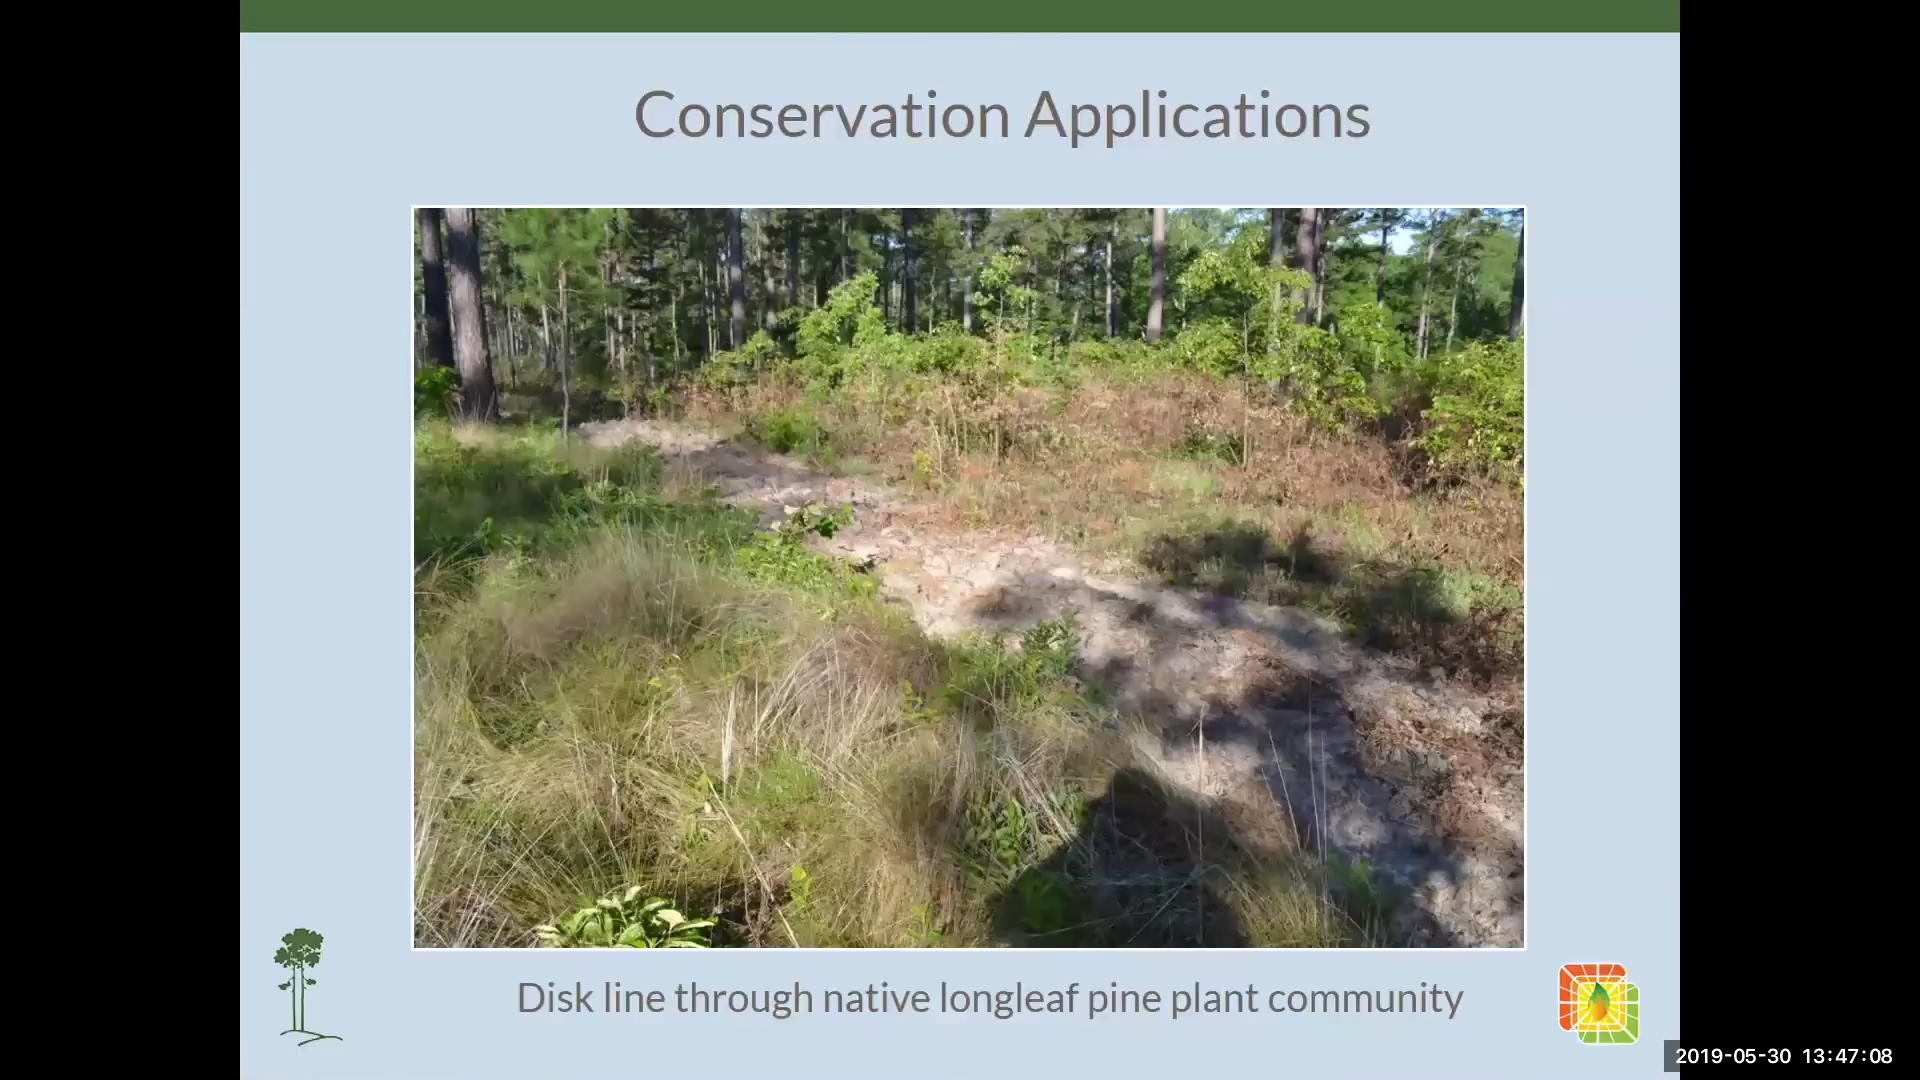 Conservation Applications
Disk line through native longleaf pine plant community
2019-05-30 13:47:08